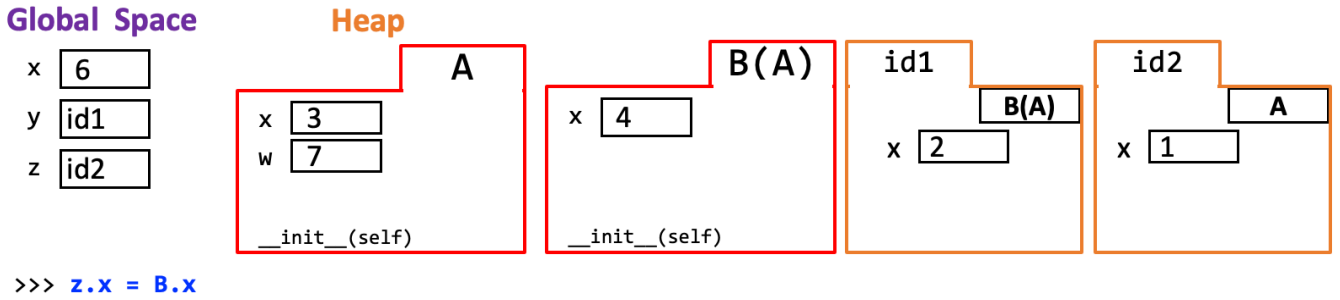 Global Space
Heap
x 6
y id1
z id2
A
x 3
w 7
__init__(self)
B(A)
x 4
__init__(self)
id1
B(A)
x 2
id2
A
x 1
>>> z.x = B.x